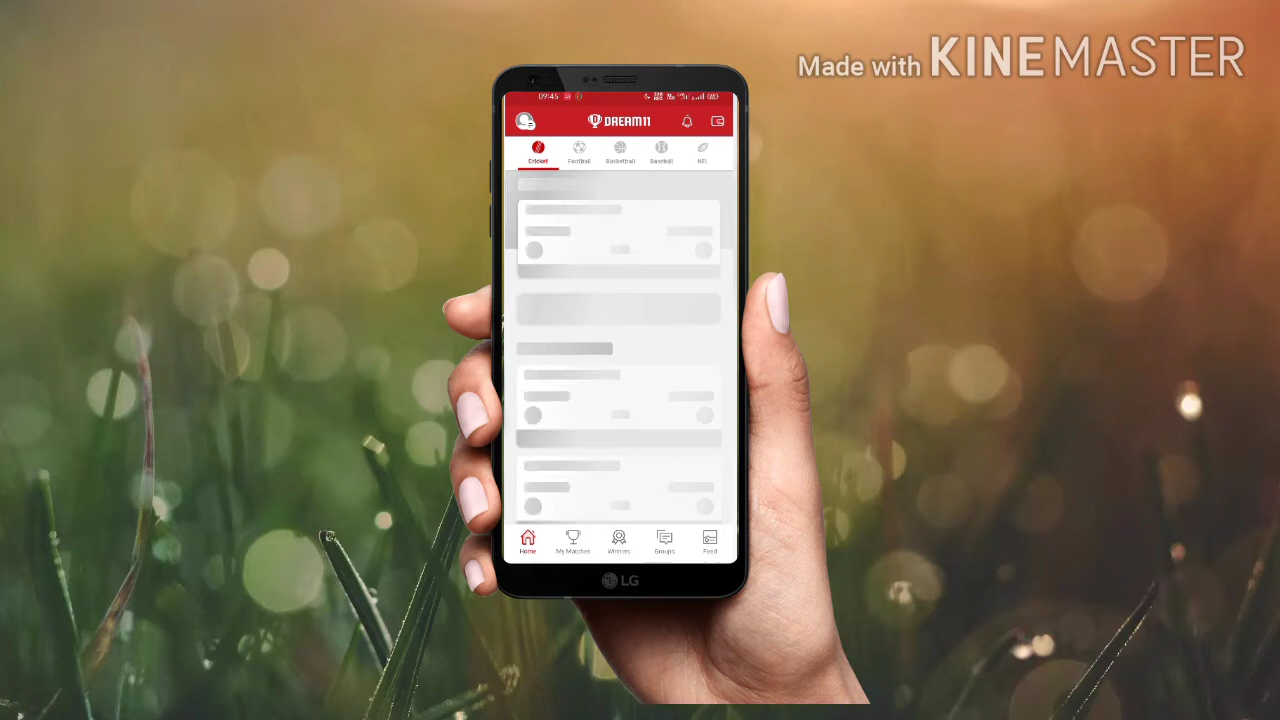 Made with KINEMASTER
09:45
DREAM11
Cricket Football Basketball Baseball NFL
Home My Matches Winners Groups Feed
LG